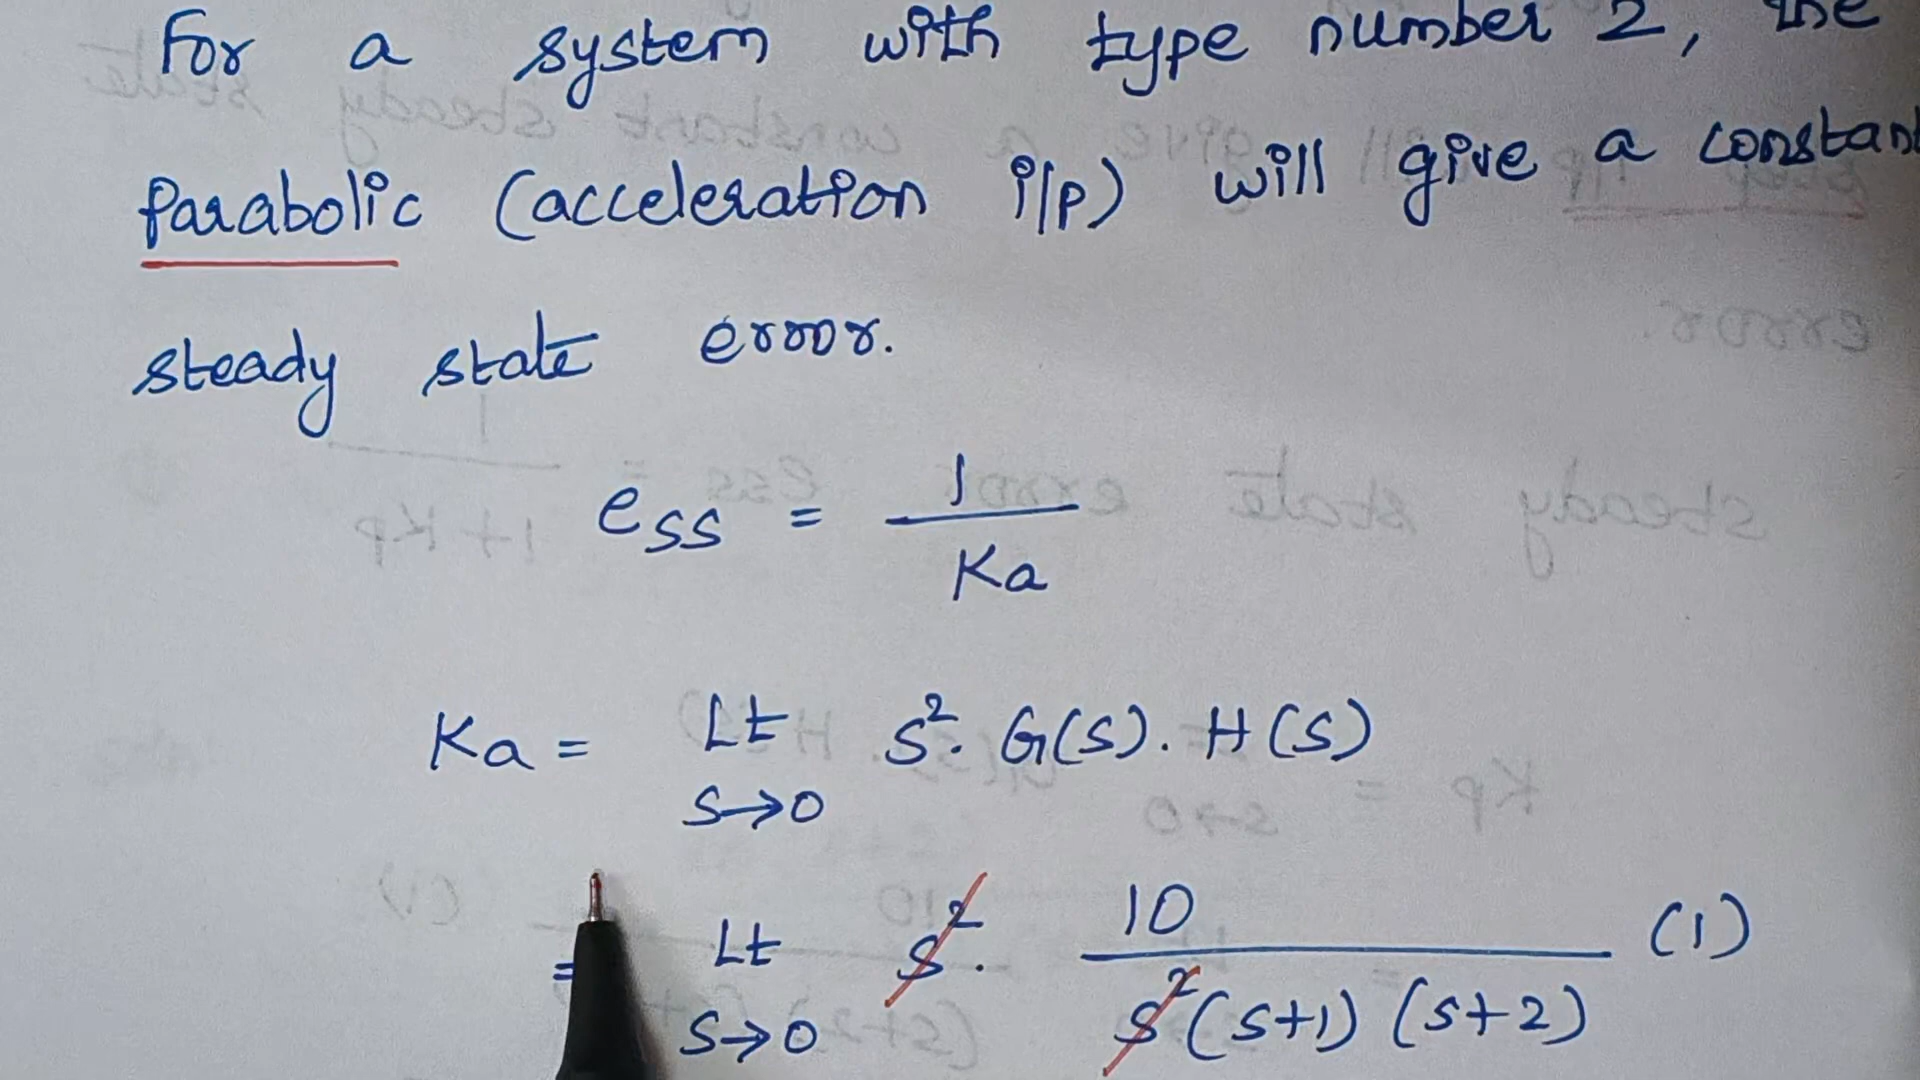 For a system with type number 2, the
Parabolic (acceleration i/p) will give a constant
steady state error.
ess = 1 / Ka
Ka = Lt s→0 s². G(s). H(s)
= Lt s→0 s². 10 / s²(s+1)(s+2) (1)